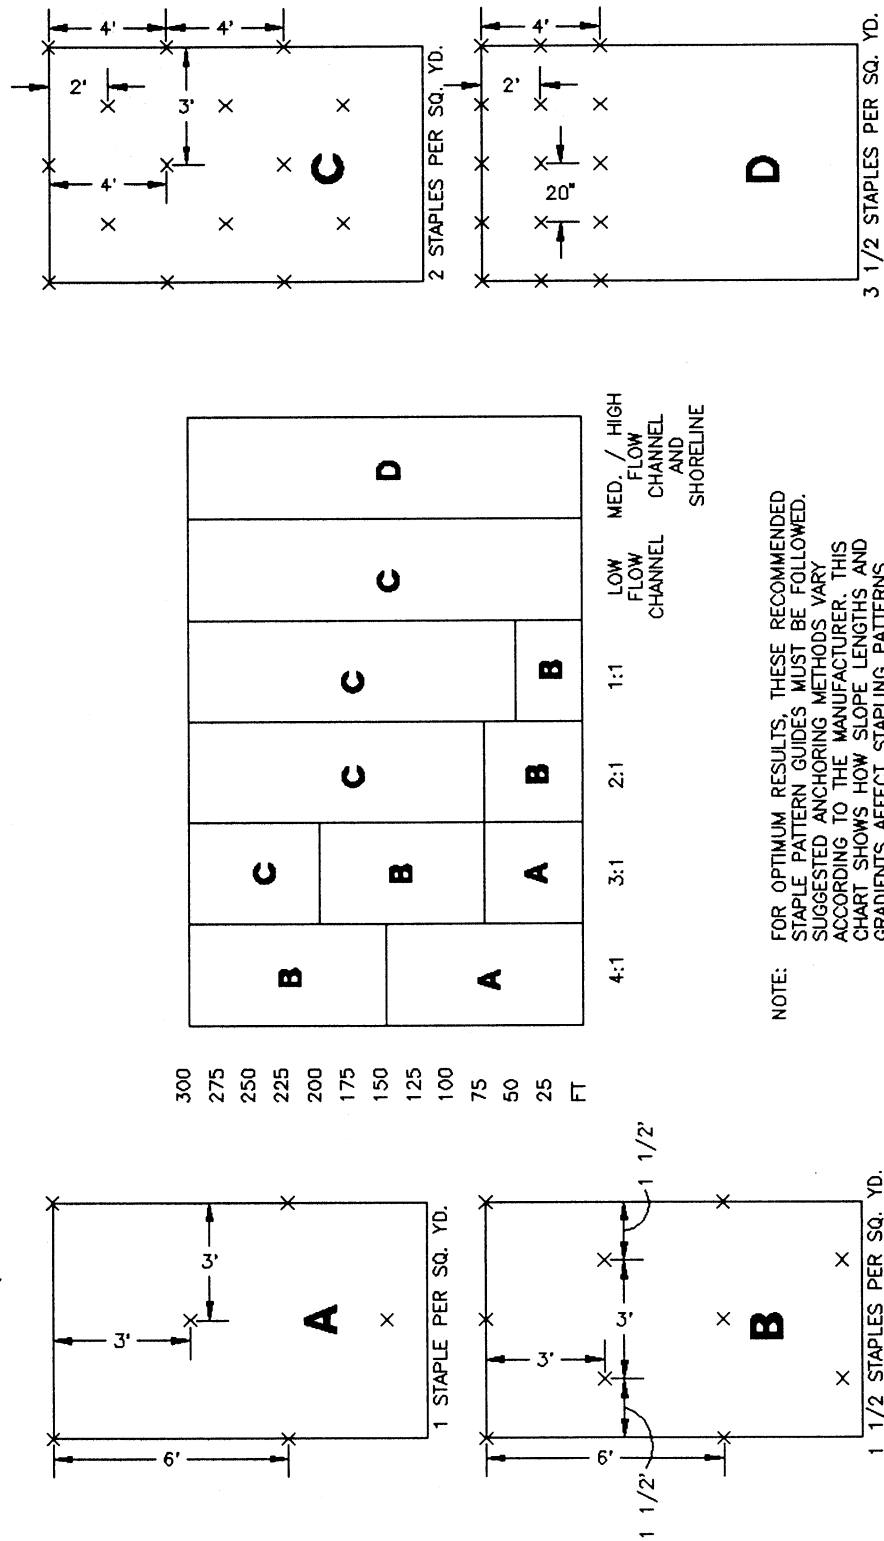 4'
4'
2'
3'
4'
C
2 STAPLES PER SQ. YD.
4'
2'
20"
D
3 1/2 STAPLES PER SQ. YD.
300
275
250
225
200
175
150
125
100
75
50
25
FT
B
A
C
B
A
C
B
C
B
C
D
4:1
3:1
2:1
1:1
LOW
FLOW
CHANNEL
MED. / HIGH
FLOW
CHANNEL
AND
SHORELINE
NOTE: FOR OPTIMUM RESULTS, THESE RECOMMENDED
STAPLE PATTERN GUIDES MUST BE FOLLOWED.
SUGGESTED ANCHORING METHODS VARY
ACCORDING TO THE MANUFACTURER. THIS
CHART SHOWS HOW SLOPE LENGTHS AND
GRADIENTS AFFECT STAPLING PATTERNS
3'
3'
6'
A
1 STAPLE PER SQ. YD.
3'
3'
6'
1 1/2'
1 1/2'
B
1 1/2 STAPLES PER SQ. YD.